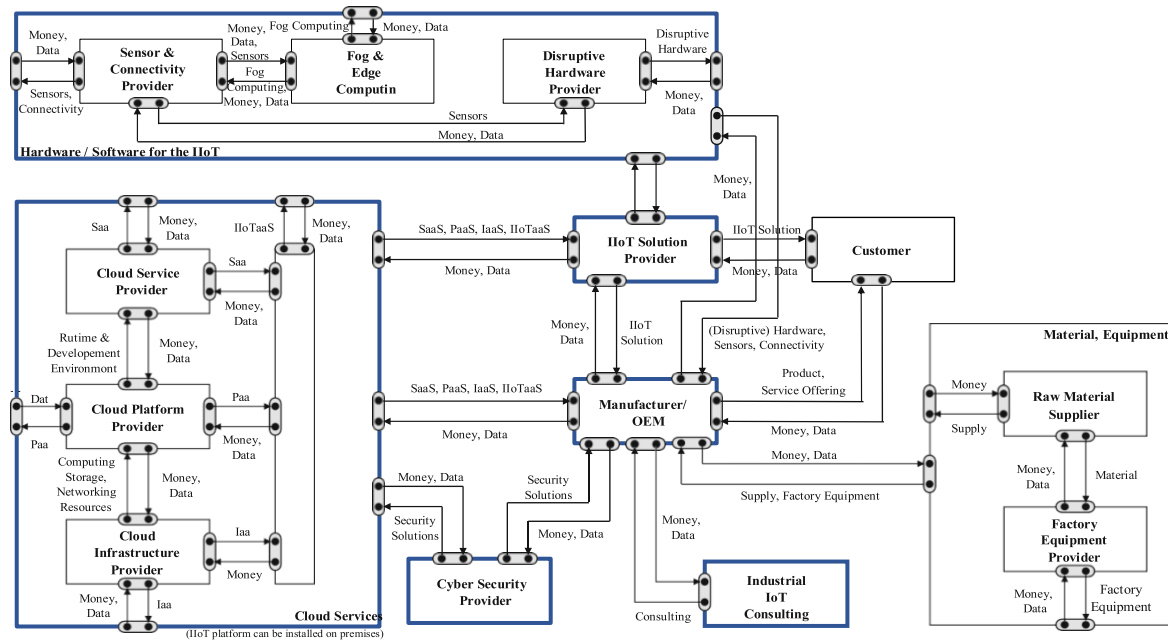 Fog Computing
Money, Data
Money,
Data
Sensors,
Connectivity
Sensor &
Connectivity
Provider
Money,
Data,
Sensors
Fog
Computing,
Money, Data
Fog &
Edge
Computin
Disruptive
Hardware
Provider
Disruptive
Hardware
Money,
Data
Sensors
Money, Data
Hardware / Software for the IIoT
Money,
Data
Saa
Money,
Data
IIoTaaS
Money,
Data
Cloud Service
Provider
Saa
Money,
Data
Rutime &
Developement
Environment
Money,
Data
Dat
Paa
Cloud Platform
Provider
Paa
Money,
Data
Computing
Storage,
Networking
Resources
Money,
Data
Cloud
Infrastructure
Provider
Iaa
Money
Money,
Data
Iaa
Cloud Services
(IIoT platform can be installed on premises)
SaaS, PaaS, IaaS, IIoTaaS
Money, Data
IIoT Solution
Provider
IIoT Solution
Money, Data
Customer
Money,
Data
IIoT
Solution
(Disruptive) Hardware,
Sensors, Connectivity
SaaS, PaaS, IaaS, IIoTaaS
Money, Data
Manufacturer/
OEM
Product,
Service Offering
Money, Data
Money, Data
Supply, Factory Equipment
Money, Data
Security
Solutions
Security
Solutions
Money, Data
Cyber Security
Provider
Money,
Data
Consulting
Industrial
IoT
Consulting
Material, Equipment
Money
Supply
Raw Material
Supplier
Money,
Data
Material
Factory
Equipment
Provider
Money,
Data
Factory
Equipment